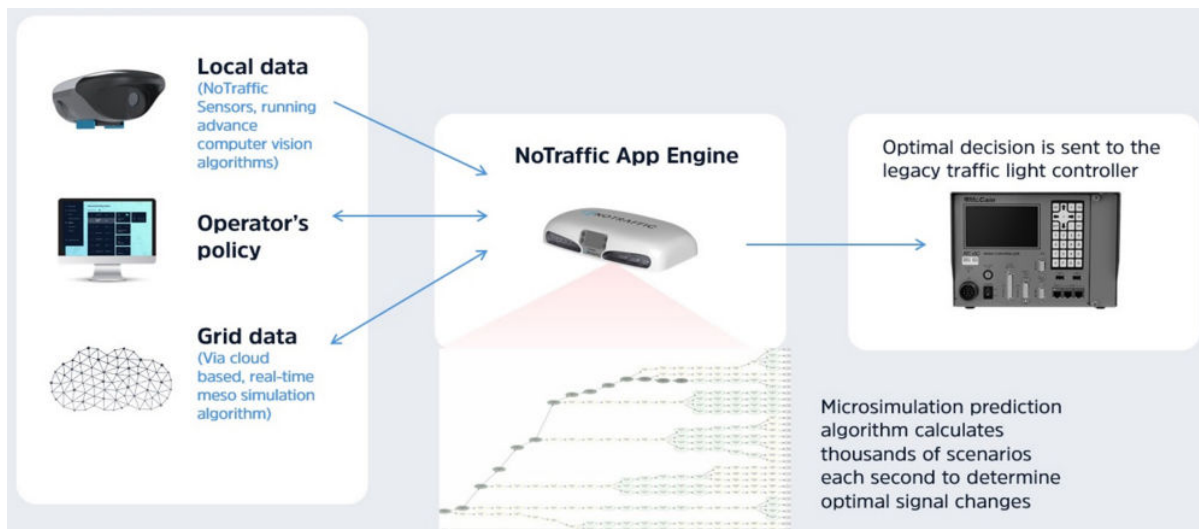 Local data
(NoTraffic
Sensors, running
advance
computer vision
algorithms)
Operator's
policy
Grid data
(Via cloud
based, real-time
meso simulation
algorithm)
NoTraffic App Engine
NOTRAFFIC
Optimal decision is sent to the
legacy traffic light controller
McCain
Microsimulation prediction
algorithm calculates
thousands of scenarios
each second to determine
optimal signal changes